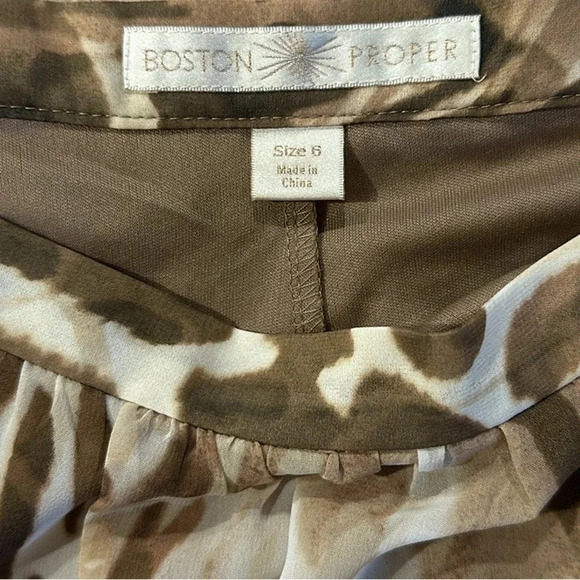 BOSTON PROPER
Size 6
Made in
China